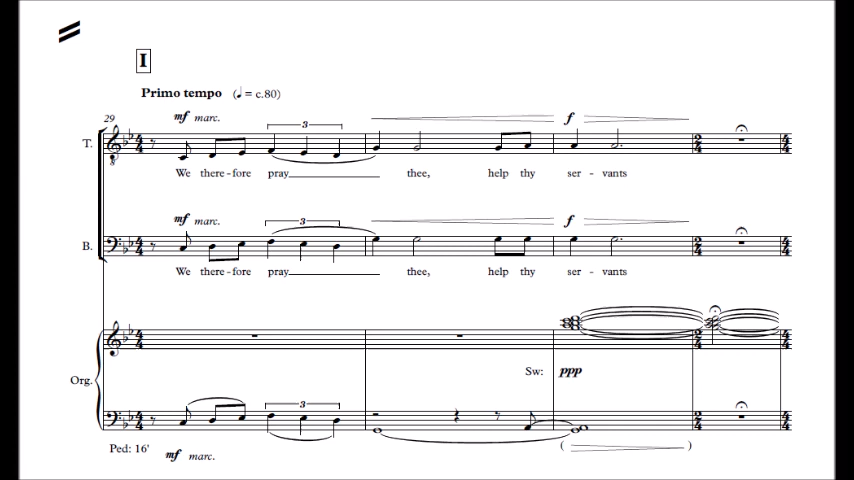 I
Primo tempo (♩ = c.80)
29
mf marc.
3
f
T.
We there-fore pray thee, help thy ser - vants
mf marc.
3
f
B.
We there-fore pray thee, help thy ser - vants
Sw: ppp
Org.
3
Ped: 16'
mf marc.